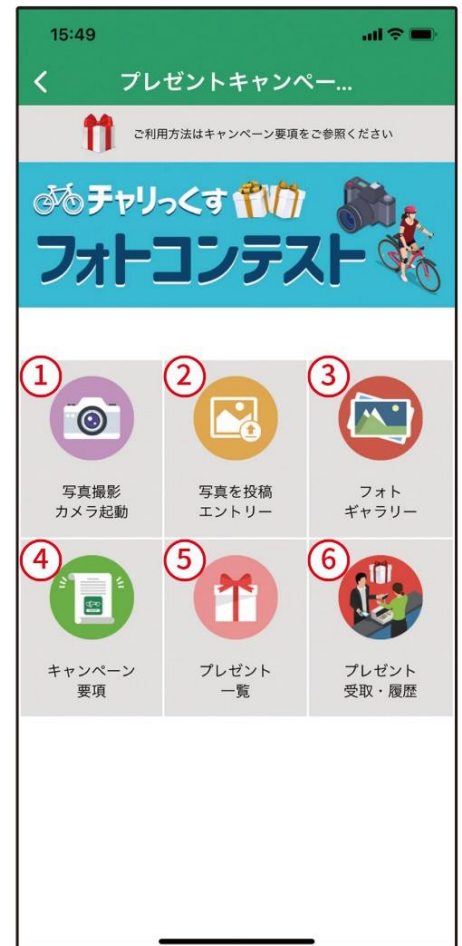 15:49
プレゼントキャンペー...
ご利用方法はキャンペーン要項をご参照ください
チャリっくす
フォトコンテスト
① ② ③
写真撮影 写真を投稿 フォト
カメラ起動 エントリー ギャラリー
④ ⑤ ⑥
キャンペーン プレゼント プレゼント
要項 一覧 受取・履歴